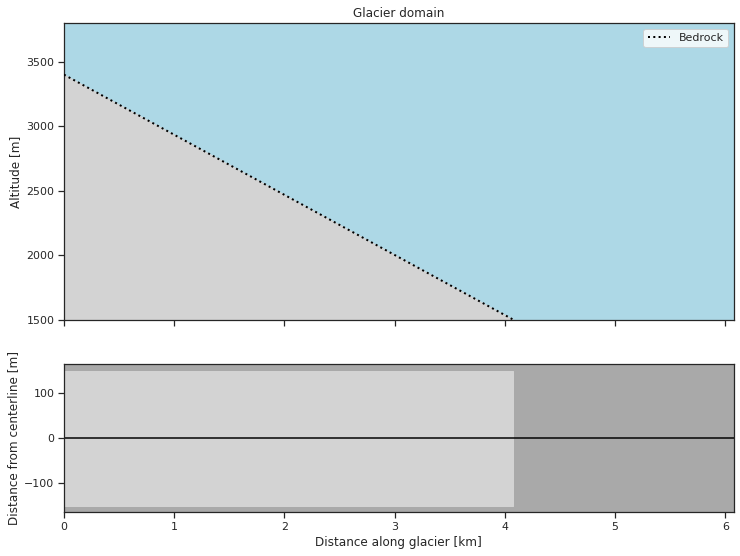 Glacier domain
Bedrock
Altitude [m]
3500
3000
2500
2000
1500
Distance from centerline [m]
100
0
−100
0 1 2 3 4 5 6
Distance along glacier [km]